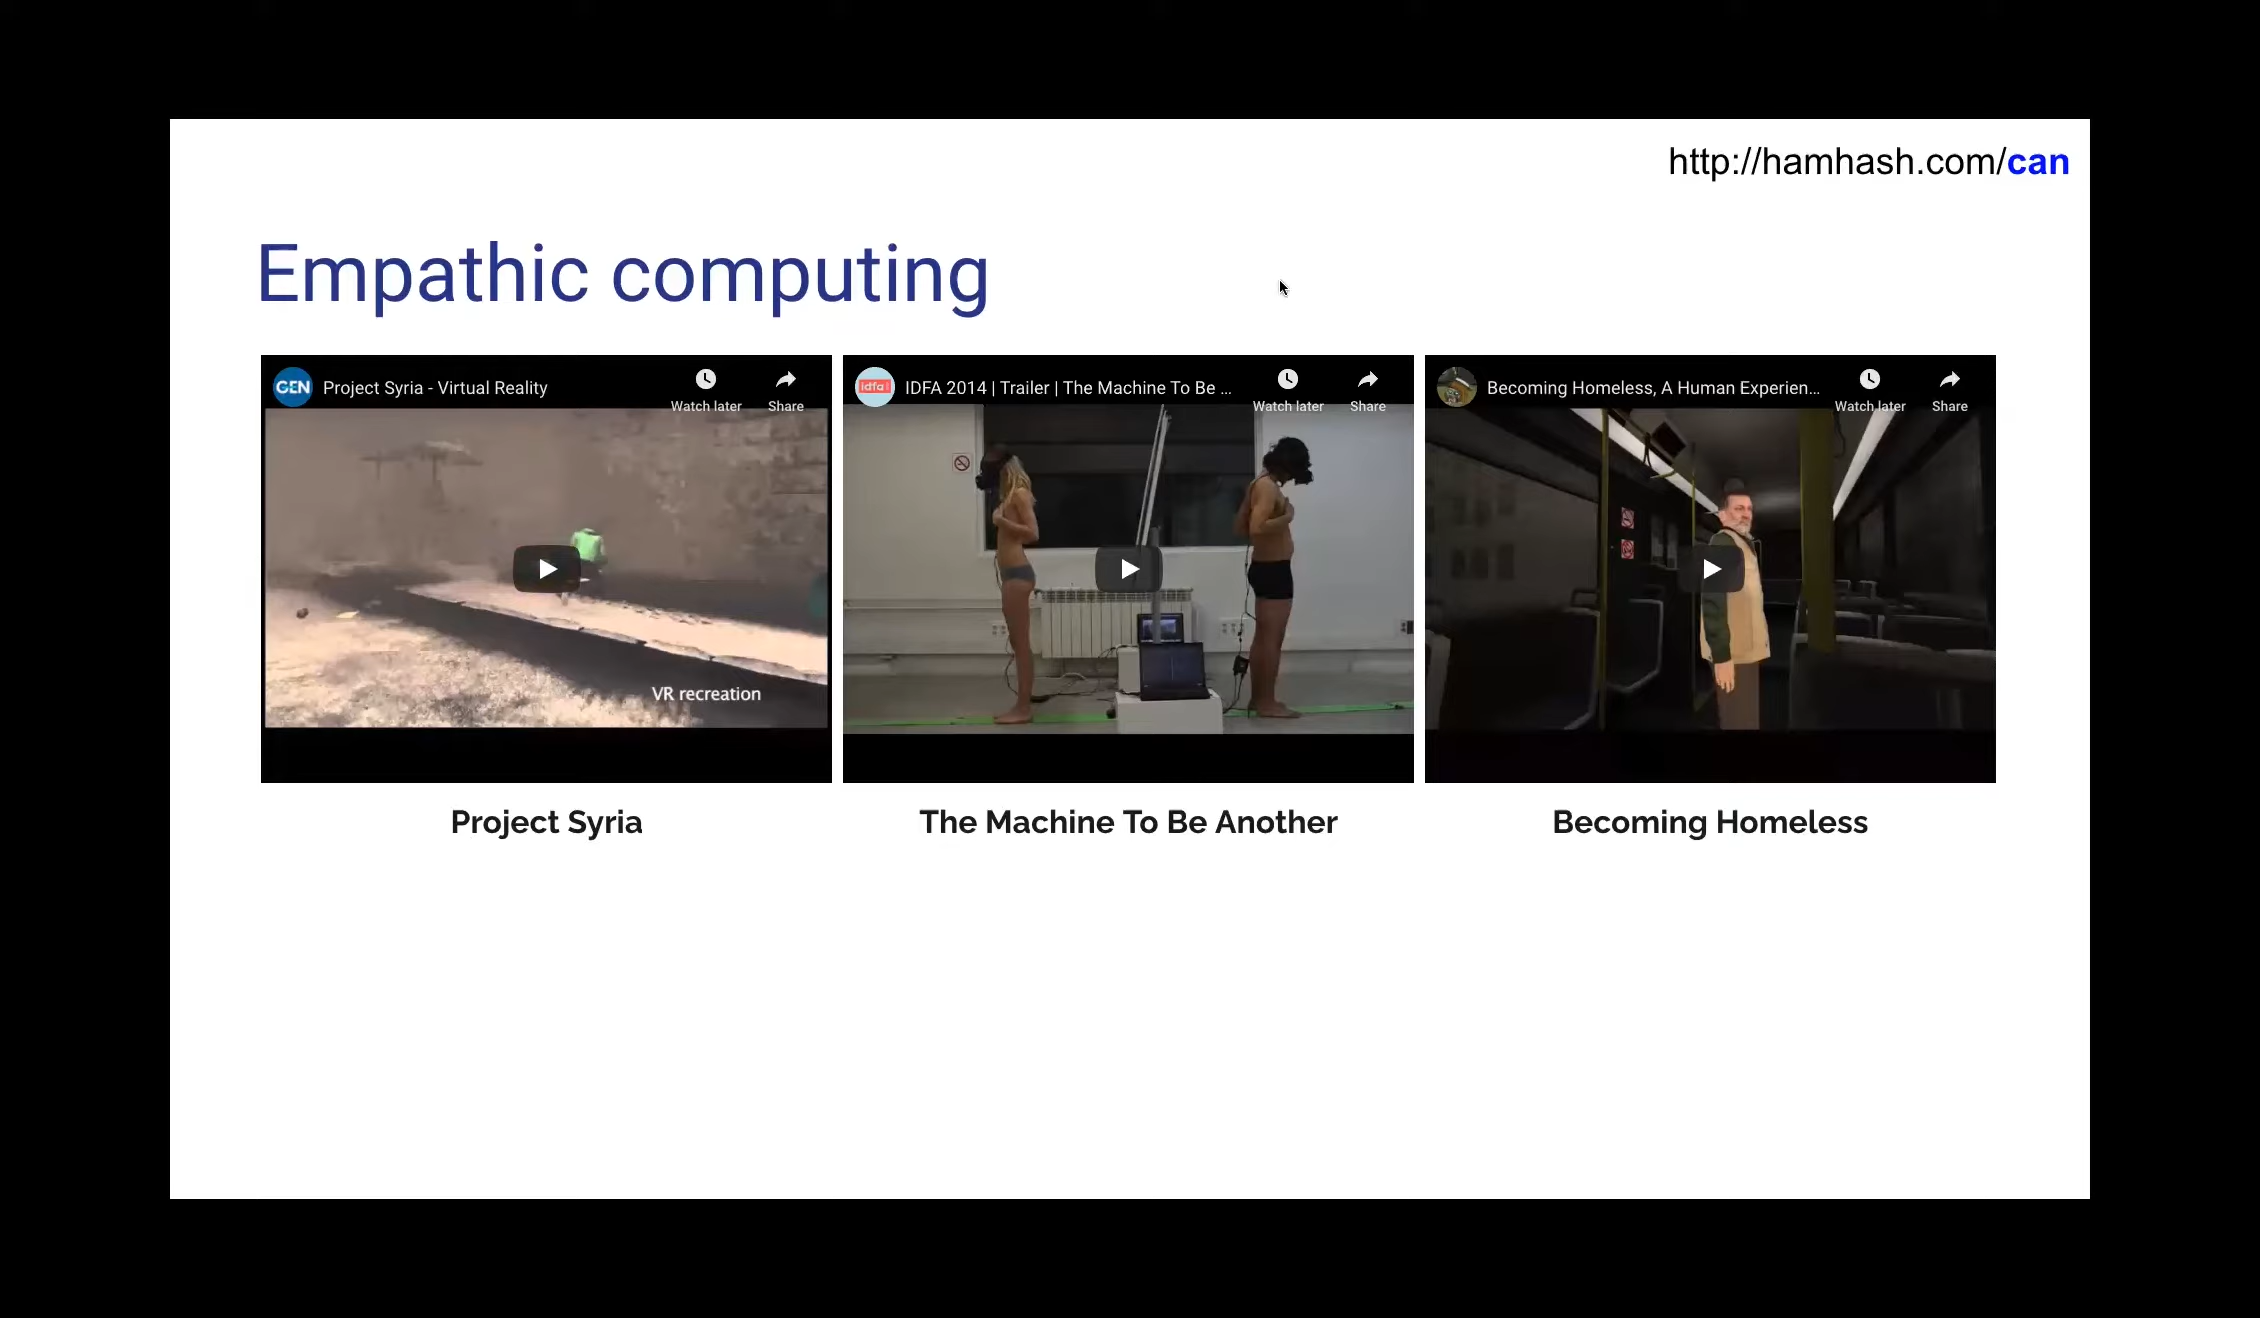 http://hamhash.com/can
Empathic computing
GEN
Project Syria - Virtual Reality
Watch later
Share
VR recreation
idfa
IDFA 2014 | Trailer | The Machine To Be ...
Watch later
Share
Becoming Homeless, A Human Experien...
Watch later
Share
Project Syria
The Machine To Be Another
Becoming Homeless